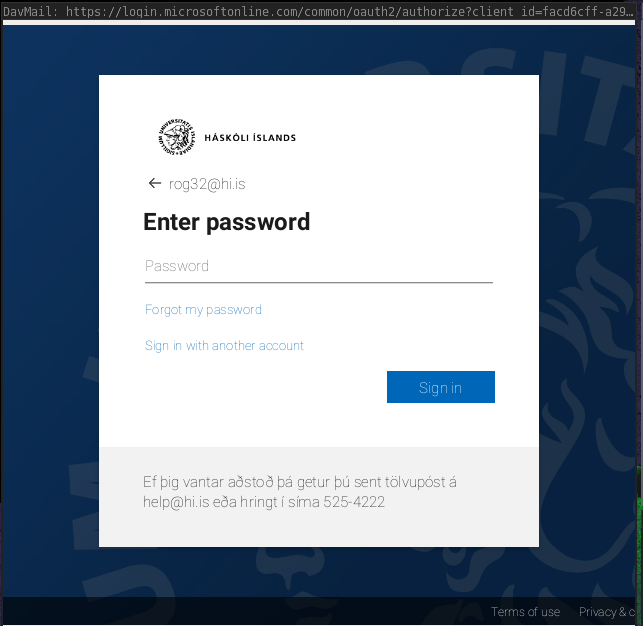 DavMail: https://login.microsoftonline.com/common/oauth2/authorize?client_id=facd6cff-a29…
HÁSKÓLI ÍSLANDS
rog32@hi.is
Enter password
Password
Forgot my password
Sign in with another account
Sign in
Ef þig vantar aðstoð þá getur þú sent tölvupóst á
help@hi.is eða hringt í síma 525-4222
Terms of use Privacy & c